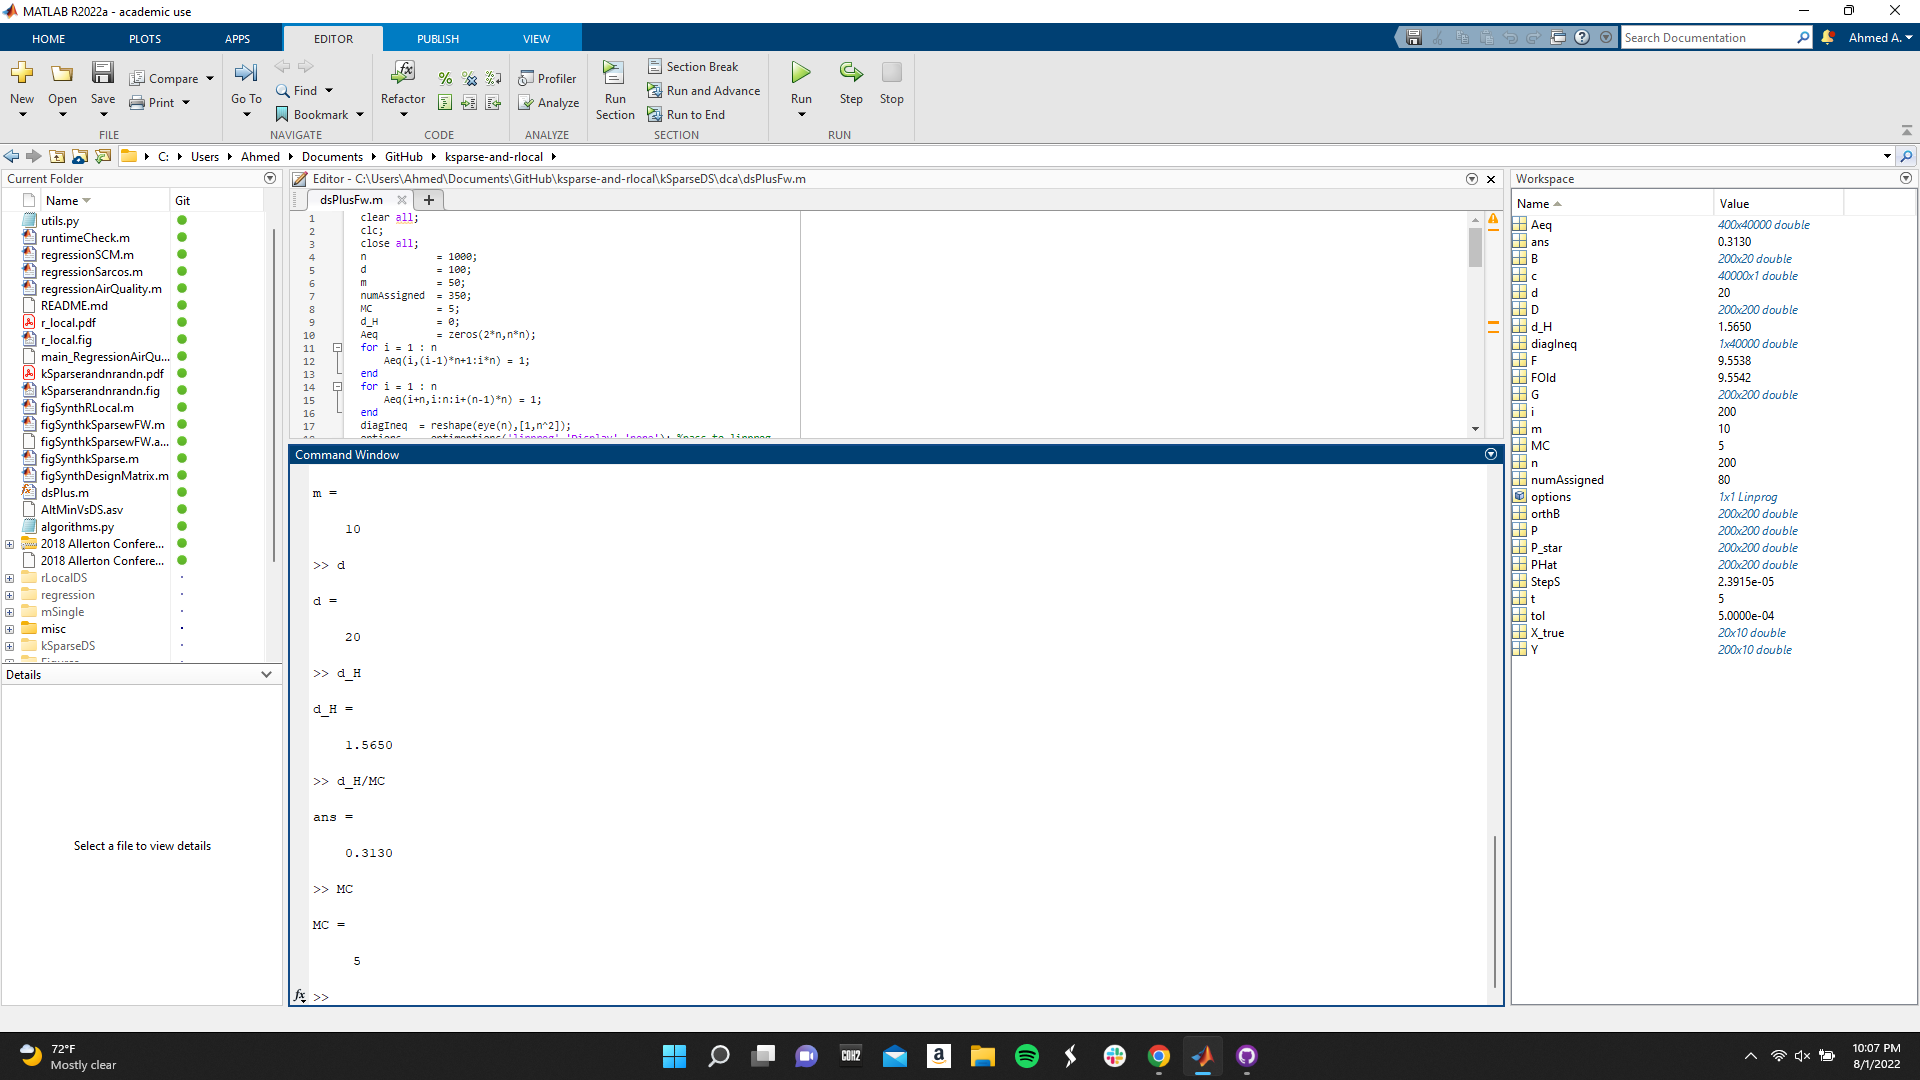 MATLAB R2022a - academic use
HOME
PLOTS
APPS
EDITOR
PUBLISH
VIEW
Search Documentation
Ahmed A.
New
Open
Save
Compare
Print
FILE
Go To
Find
Bookmark
NAVIGATE
Refactor
CODE
Profiler
Analyze
ANALYZE
Run Section
Section Break
Run and Advance
Run to End
SECTION
Run
Step
Stop
RUN
C: Users Ahmed Documents GitHub ksparse-and-rlocal
Current Folder
Name Git
utils.py
runtimeCheck.m
regressionSCM.m
regressionSarcos.m
regressionAirQuality.m
README.md
r_local.pdf
r_local.fig
main_RegressionAirQu...
kSparserandnrandn.pdf
kSparserandnrandn.fig
figSynthRLocal.m
figSynthkSparsewFW.m
figSynthkSparsewFW.a...
figSynthkSparse.m
figSynthDesignMatrix.m
dsPlus.m
AltMinVsDS.asv
algorithms.py
2018 Allerton Confere...
2018 Allerton Confere...
rLocalDS
regression
mSingle
misc
kSparseDS
Figures
Details
Select a file to view details
Editor - C:\Users\Ahmed\Documents\GitHub\ksparse-and-rlocal\kSparseDS\dca\dsPlusFw.m
dsPlusFw.m
1 clear all;
2 clc;
3 close all;
4 n = 1000;
5 d = 100;
6 m = 50;
7 numAssigned = 350;
8 MC = 5;
9 d_H = 0;
10 Aeq = zeros(2*n,n*n);
11 for i = 1 : n
12 Aeq(i,(i-1)*n+1:i*n) = 1;
13 end
14 for i = 1 : n
15 Aeq(i+n,i:n:i+(n-1)*n) = 1;
16 end
17 diagIneq = reshape(eye(n),[1,n^2]);
18 options = optimoptions('linprog','Display','none'); %pass to linprog
Command Window
m =
10
>> d
d =
20
>> d_H
d_H =
1.5650
>> d_H/MC
ans =
0.3130
>> MC
MC =
5
fx >>
Workspace
Name Value
Aeq 400x40000 double
ans 0.3130
B 200x20 double
c 40000x1 double
d 20
D 200x200 double
d_H 1.5650
diagIneq 1x40000 double
F 9.5538
FOld 9.5542
G 200x200 double
i 200
m 10
MC 5
n 200
numAssigned 80
options 1x1 Linprog
orthB 200x200 double
P 200x200 double
P_star 200x200 double
PHat 200x200 double
StepS 2.3915e-05
t 5
tol 5.0000e-04
X_true 20x10 double
Y 200x10 double
72°F
Mostly clear
COH2
a
10:07 PM
8/1/2022